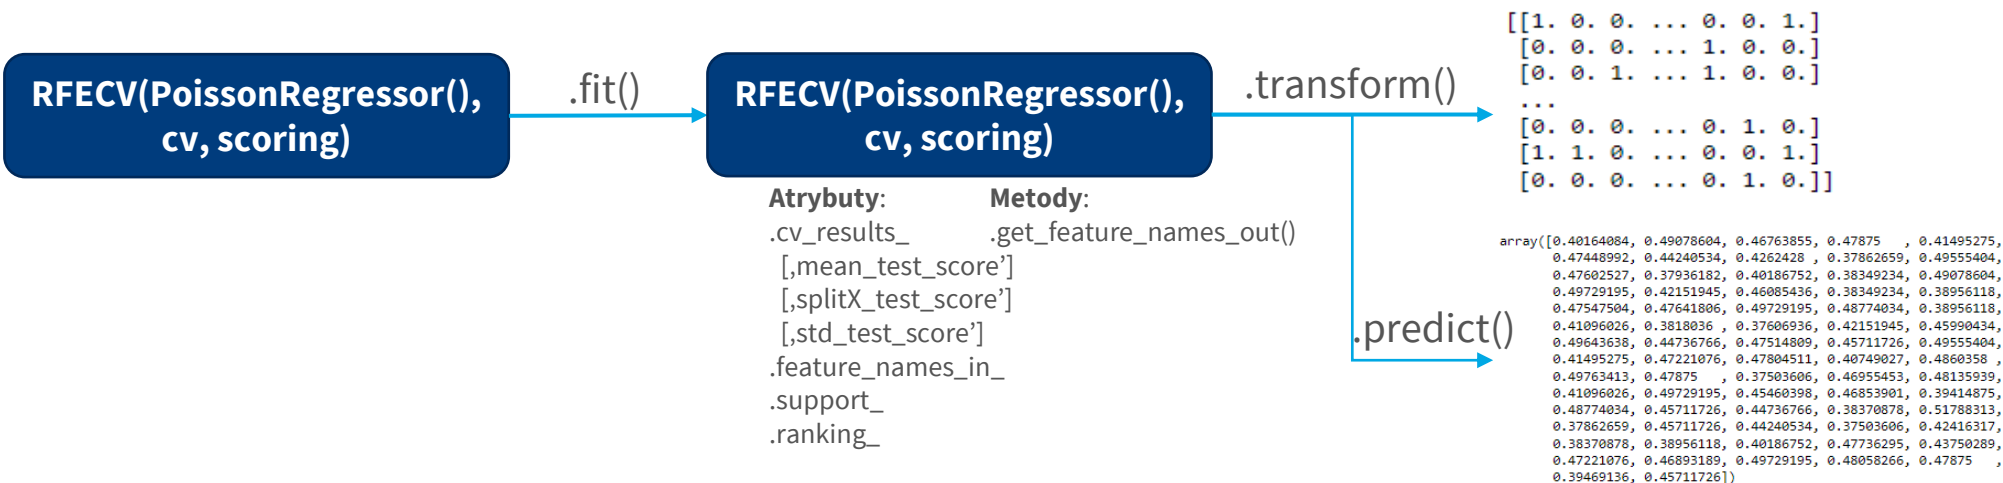 RFECV(PoissonRegressor(),
cv, scoring)
.fit()
RFECV(PoissonRegressor(),
cv, scoring)
Atrybuty:
.cv_results_
[‚mean_test_score’]
[‚splitX_test_score’]
[‚std_test_score’]
.feature_names_in_
.support_
.ranking_
Metody:
.get_feature_names_out()
.transform()
[[1. 0. 0. ... 0. 0. 1.]
[0. 0. 0. ... 1. 0. 0.]
[0. 0. 1. ... 1. 0. 0.]
...
[0. 0. 0. ... 0. 1. 0.]
[1. 1. 0. ... 0. 0. 1.]
[0. 0. 0. ... 0. 1. 0.]]
.predict()
array([0.40164084, 0.49078604, 0.46763855, 0.47875   , 0.41495275,
0.47448992, 0.44240534, 0.4262428 , 0.37862659, 0.49555404,
0.47602527, 0.37936182, 0.40186752, 0.38349234, 0.49078604,
0.49729195, 0.42151945, 0.46085436, 0.38349234, 0.38956118,
0.47547504, 0.47641806, 0.49729195, 0.48774034, 0.38956118,
0.41096026, 0.3818036 , 0.37606936, 0.42151945, 0.45990434,
0.49643638, 0.44736766, 0.47514809, 0.45711726, 0.49555404,
0.41495275, 0.47221076, 0.47804511, 0.40749027, 0.4860358 ,
0.49763413, 0.47875   , 0.37503606, 0.46955453, 0.48135939,
0.41096026, 0.49729195, 0.45460398, 0.46853901, 0.39414875,
0.48774034, 0.45711726, 0.44736766, 0.38370878, 0.51788313,
0.37862659, 0.45711726, 0.44240534, 0.37503606, 0.42416317,
0.38370878, 0.38956118, 0.40186752, 0.47736295, 0.43750289,
0.47221076, 0.46893189, 0.49729195, 0.48058266, 0.47875   ,
0.39469136, 0.45711726])